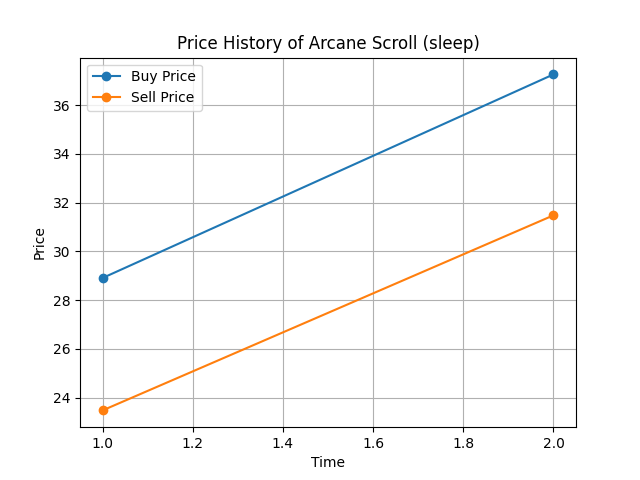 Price History of Arcane Scroll (sleep)
Buy Price
Sell Price
36
34
32
30
28
26
24
Price
1.0 1.2 1.4 1.6 1.8 2.0
Time